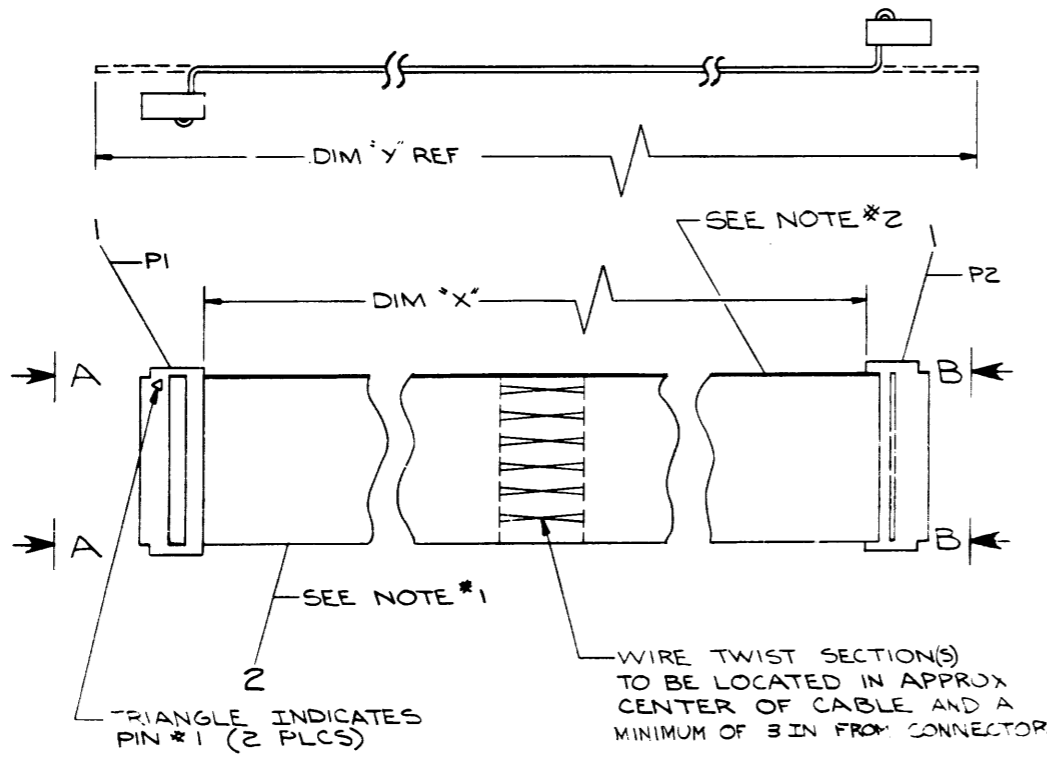 DIM "Y" REF
SEE NOTE #2
1
P1
1
P2
DIM "X"
A
B
A
B
SEE NOTE #1
2
WIRE TWIST SECTION(S)
TO BE LOCATED IN APPROX
CENTER OF CABLE AND A
MINIMUM OF 3 IN FROM CONNECTOR
TRIANGLE INDICATES
PIN #1 (2 PLCS)